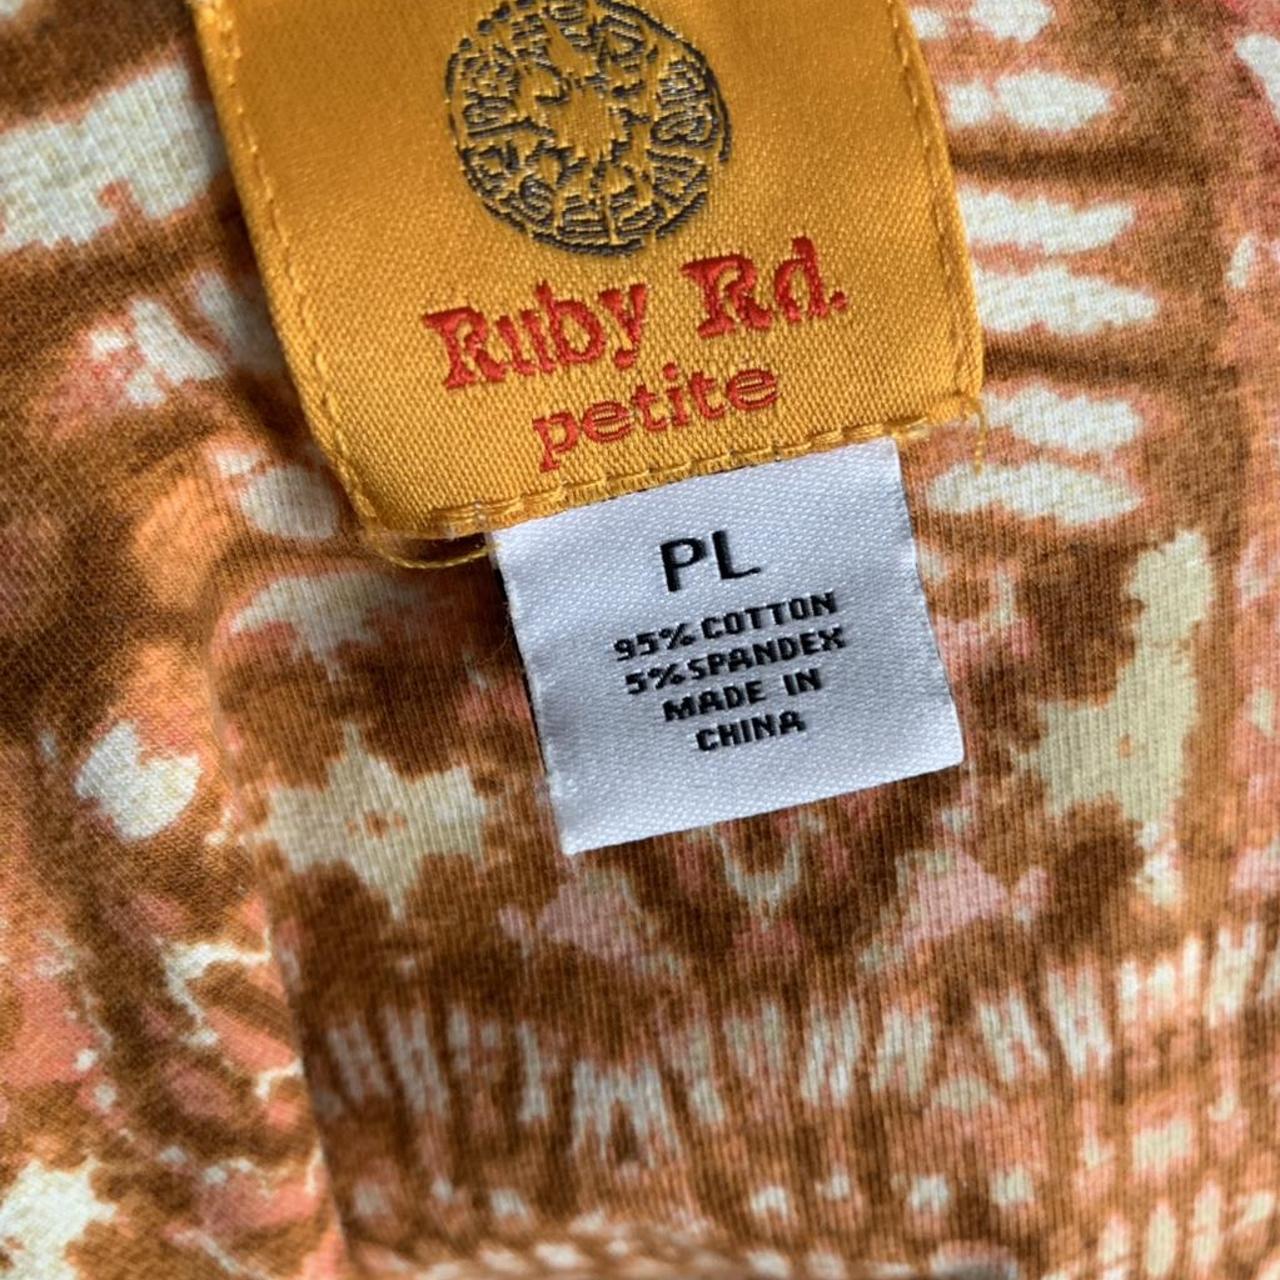 Ruby Rd.
petite
PL
95% COTTON
5% SPANDEX
MADE IN
CHINA